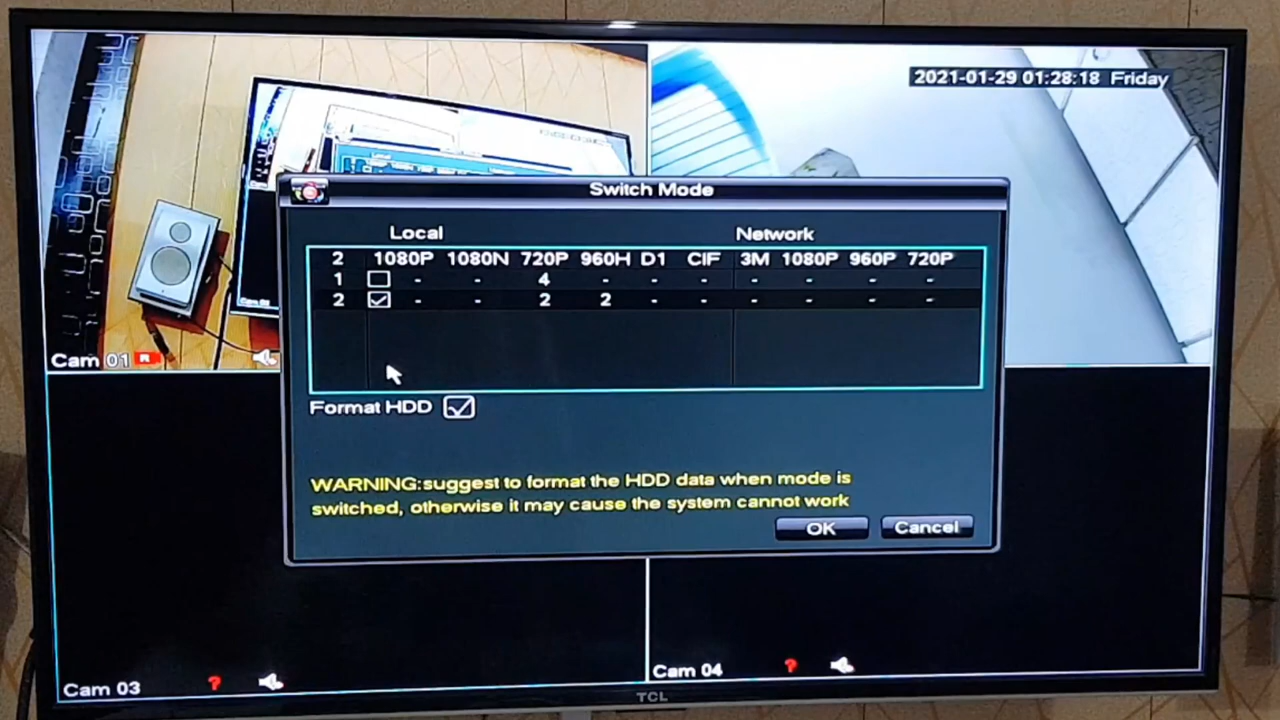 2021-01-29 01:28:18 Friday
Switch Mode
Local Network
2 1080P 1080N 720P 960H D1 CIF 3M 1080P 960P 720P
1 - - 4 - - - - - - -
2 - - 2 2 - - - - - -
Cam 01 R
Format HDD
WARNING:suggest to format the HDD data when mode is
switched, otherwise it may cause the system cannot work
OK Cancel
Cam 03 ?
Cam 04 ?
TCL